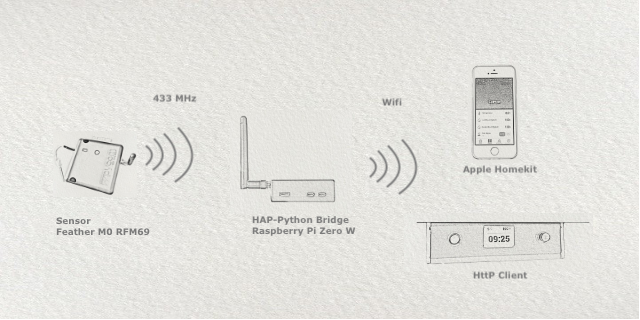 433 MHz
Wifi
Apple Homekit
Sensor
Feather M0 RFM69
HAP-Python Bridge
Raspberry Pi Zero W
09:25
HttP Client